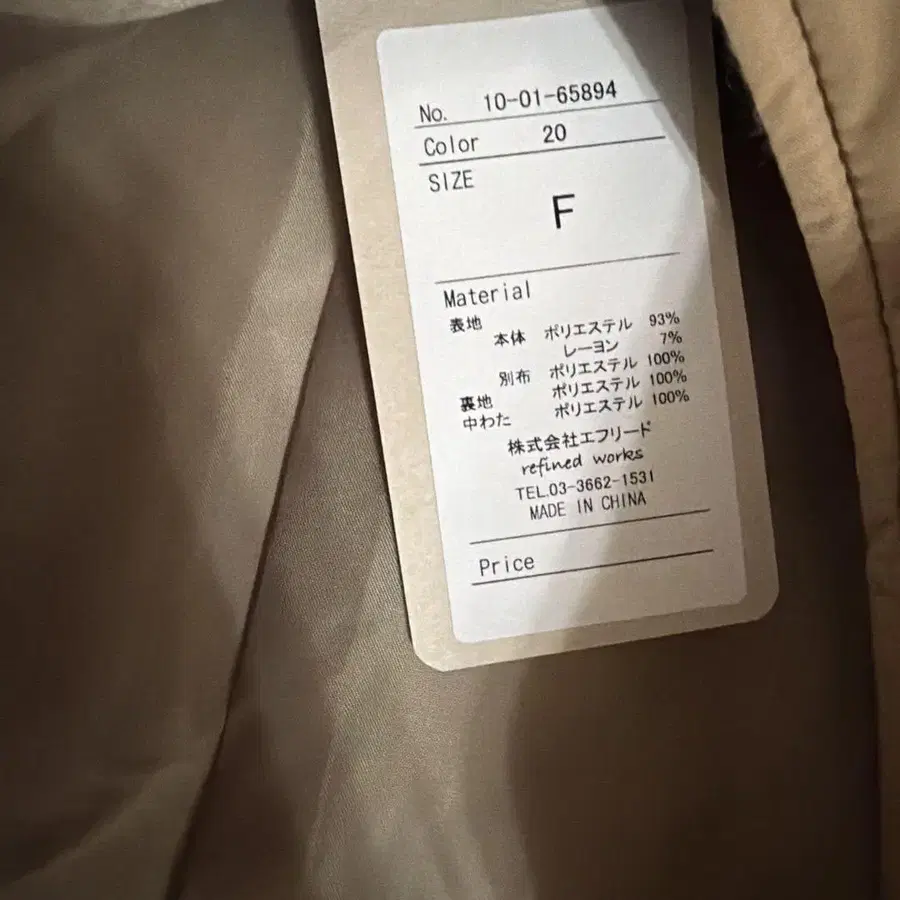 No. 10-01-65894
Color 20
SIZE
F
Material
表地
本体 ポリエステル 93%
レーヨン 7%
別布 ポリエステル 100%
裏地 ポリエステル 100%
中わた ポリエステル 100%
株式会社エフリード
refined works
TEL.03-3662-1531
MADE IN CHINA
Price